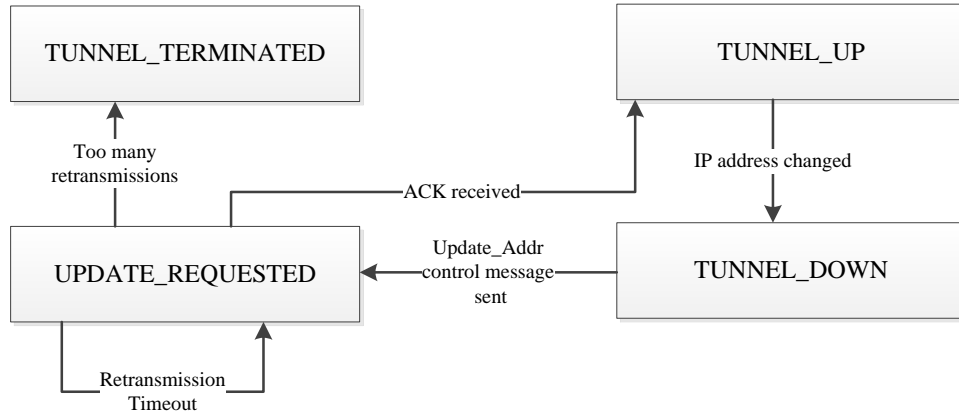 TUNNEL_TERMINATED
TUNNEL_UP
Too many
retransmissions
IP address changed
ACK received
UPDATE_REQUESTED
Update_Addr
control message
sent
TUNNEL_DOWN
Retransmission
Timeout